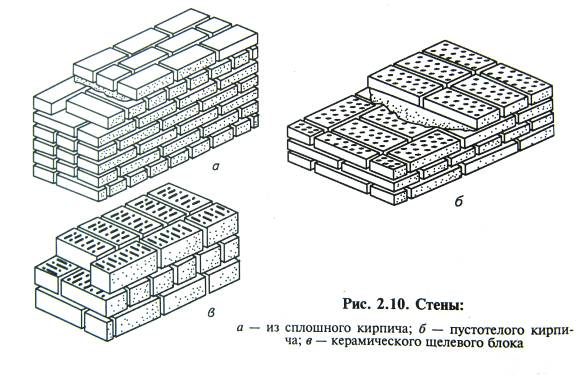 а
б
в
Рис. 2.10. Стены:
а — из сплошного кирпича; б — пустотелого кирпи-
ча; в — керамического щелевого блока